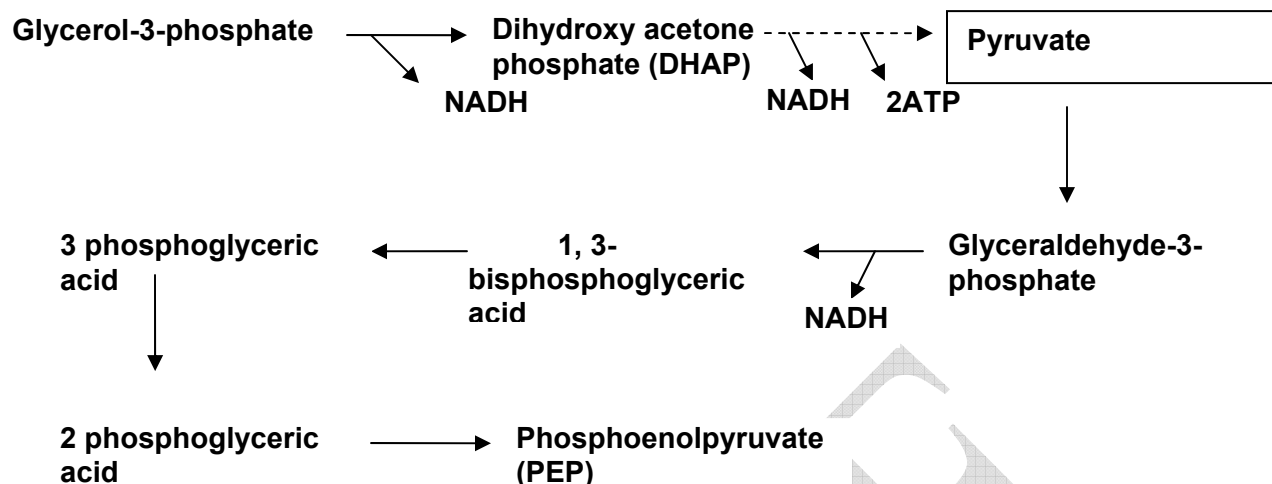 Glycerol-3-phosphate
Dihydroxy acetone
phosphate (DHAP)
Pyruvate
NADH
NADH
2ATP
3 phosphoglyceric
acid
1, 3-
bisphosphoglyceric
acid
Glyceraldehyde-3-
phosphate
NADH
2 phosphoglyceric
acid
Phosphoenolpyruvate
(PEP)